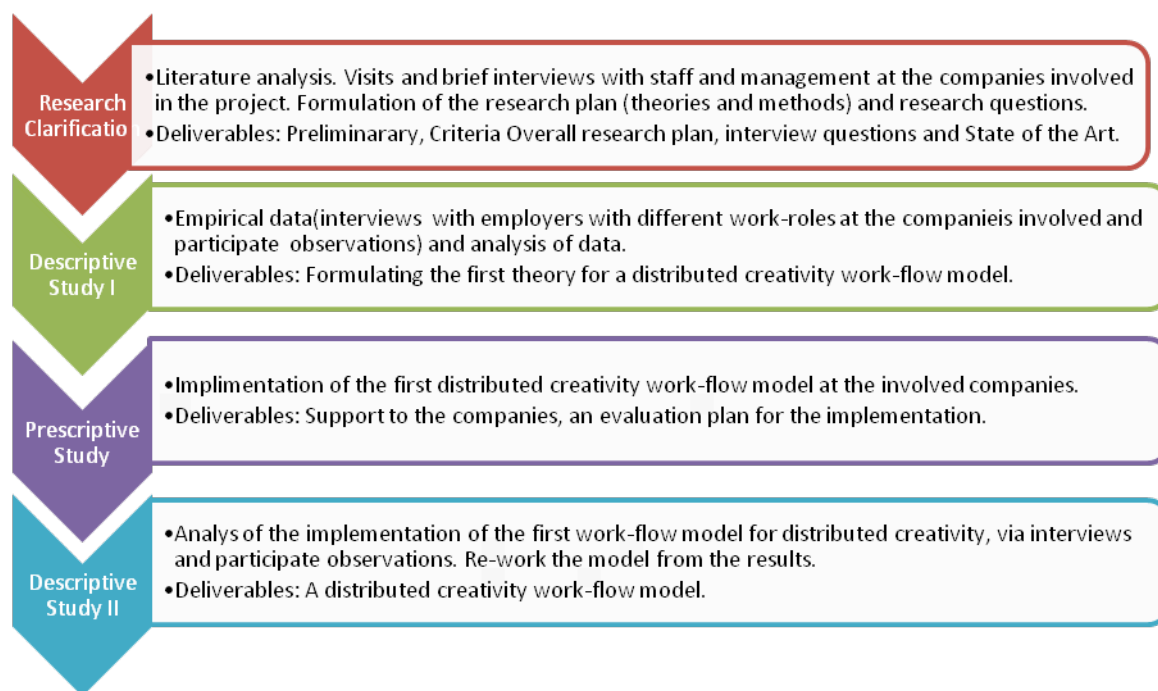 Research
Clarification
•Literature analysis. Visits and brief interviews with staff and management at the companies involved
in the project. Formulation of the research plan (theories and methods) and research questions.
•Deliverables: Preliminarary, Criteria Overall research plan, interview questions and State of the Art.
Descriptive
Study I
•Empirical data(interviews with employers with different work-roles at the companieis involved and
participate observations) and analysis of data.
•Deliverables: Formulating the first theory for a distributed creativity work-flow model.
Prescriptive
Study
•Implimentation of the first distributed creativity work-flow model at the involved companies.
•Deliverables: Support to the companies, an evaluation plan for the implementation.
Descriptive
Study II
•Analys of the implementation of the first work-flow model for distributed creativity, via interviews
and participate observations. Re-work the model from the results.
•Deliverables: A distributed creativity work-flow model.